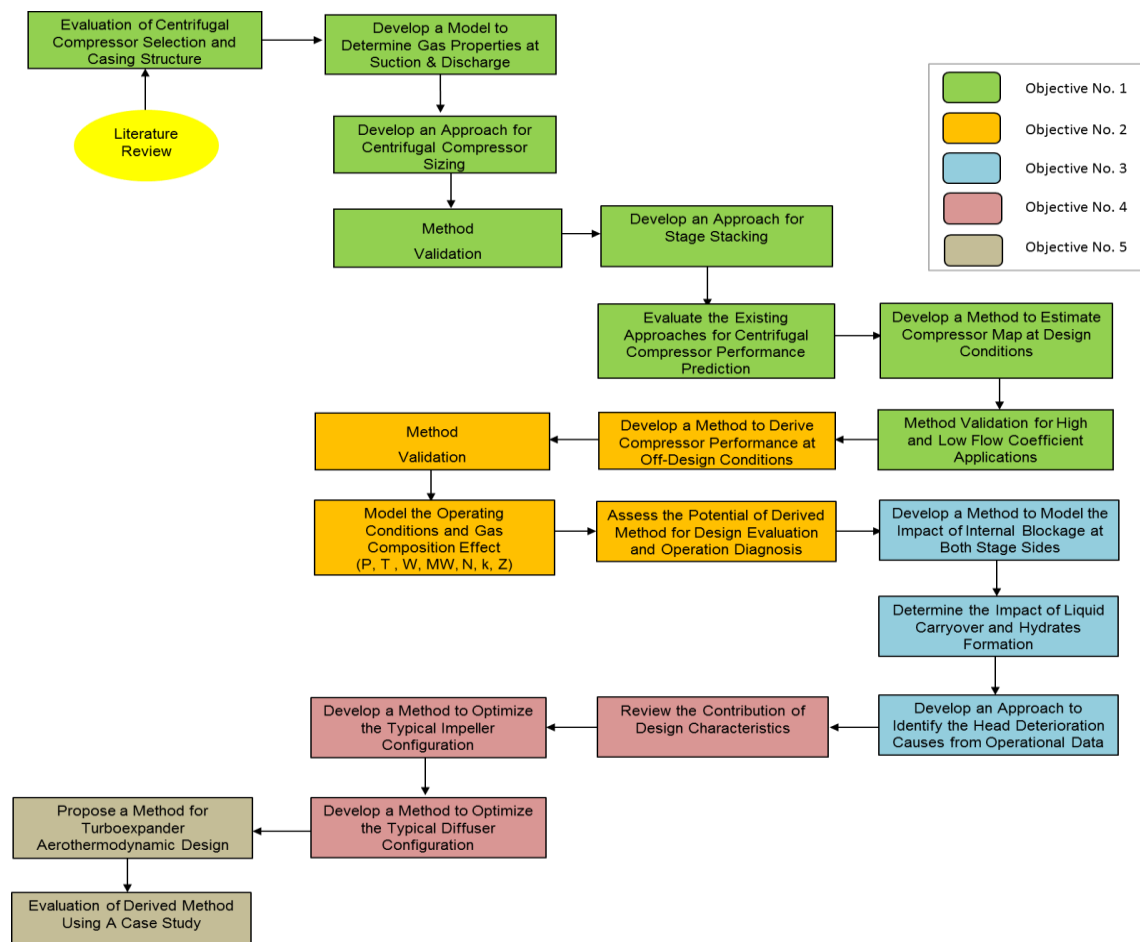 Evaluation of Centrifugal
Compressor Selection and
Casing Structure
Develop a Model to
Determine Gas Properties at
Suction & Discharge
Literature
Review
Develop an Approach for
Centrifugal Compressor
Sizing
Method
Validation
Develop an Approach for
Stage Stacking
Evaluate the Existing
Approaches for Centrifugal
Compressor Performance
Prediction
Develop a Method to Estimate
Compressor Map at Design
Conditions
Method Validation for High
and Low Flow Coefficient
Applications
Develop a Method to Derive
Compressor Performance at
Off-Design Conditions
Method
Validation
Model the Operating
Conditions and Gas
Composition Effect
(P, T , W, MW, N, k, Z)
Assess the Potential of Derived
Method for Design Evaluation
and Operation Diagnosis
Develop a Method to Model the
Impact of Internal Blockage at
Both Stage Sides
Determine the Impact of Liquid
Carryover and Hydrates
Formation
Develop an Approach to
Identify the Head Deterioration
Causes from Operational Data
Review the Contribution of
Design Characteristics
Develop a Method to Optimize
the Typical Impeller
Configuration
Develop a Method to Optimize
the Typical Diffuser
Configuration
Propose a Method for
Turboexpander
Aerothermodynamic Design
Evaluation of Derived Method
Using A Case Study
Objective No. 1
Objective No. 2
Objective No. 3
Objective No. 4
Objective No. 5